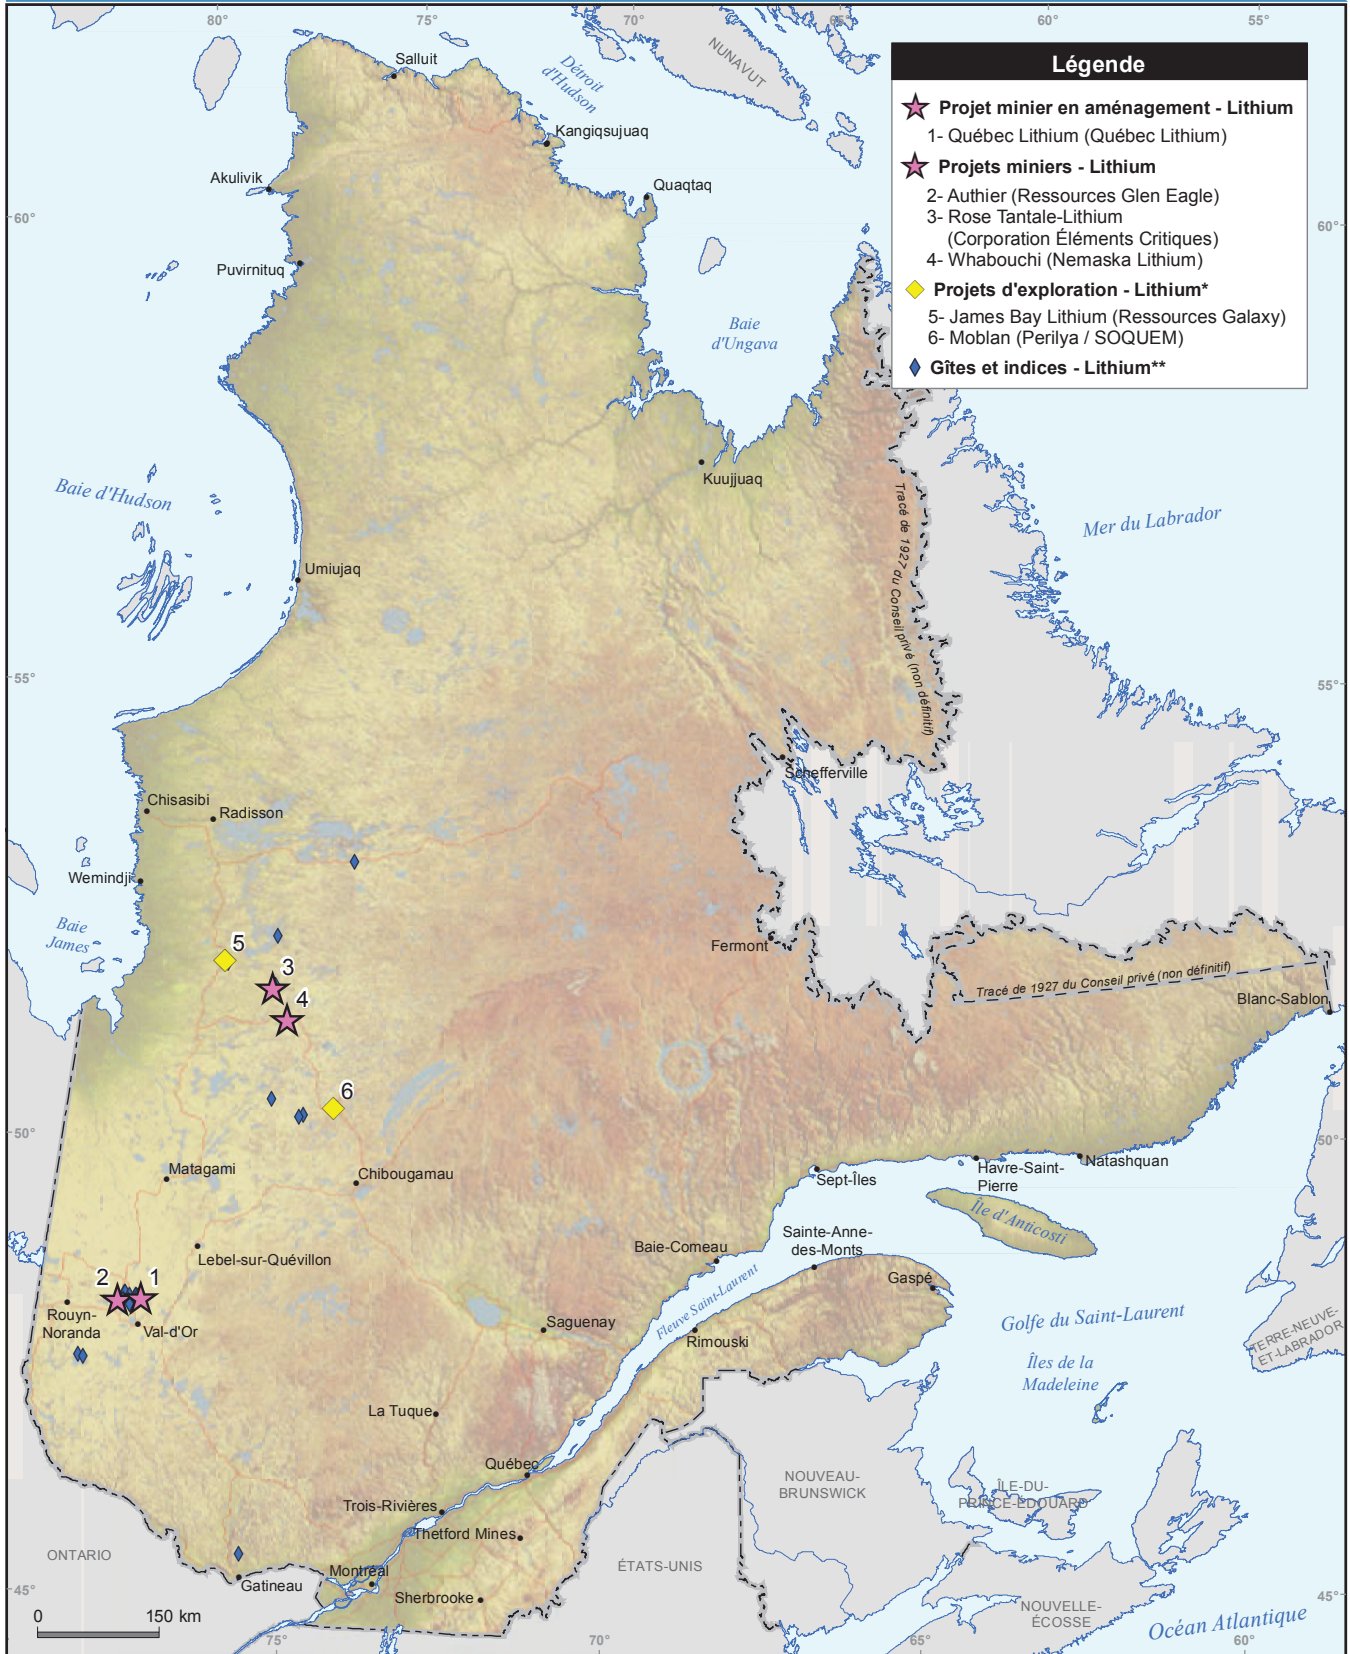 80°
75°
70°
65°
60°
55°
Légende
Projet minier en aménagement - Lithium
1- Québec Lithium (Québec Lithium)
Projets miniers - Lithium
2- Authier (Ressources Glen Eagle)
3- Rose Tantale-Lithium
(Corporation Éléments Critiques)
4- Whabouchi (Nemaska Lithium)
Projets d'exploration - Lithium*
5- James Bay Lithium (Ressources Galaxy)
6- Moblan (Perilya / SOQUEM)
Gîtes et indices - Lithium**
NUNAVUT
Salluit
Détroit
d'Hudson
Kangiqsujuaq
Akulivik
Quaqtaq
60°
60°
Puvirnituq
Baie
d'Ungava
Kuujjuaq
Baie d'Hudson
Mer du Labrador
Tracé de 1927 du Conseil privé (non définitif)
Umiujaq
55°
55°
Schefferville
Chisasibi
Radisson
Wemindji
Baie
James
5
Fermont
3
4
Tracé de 1927 du Conseil privé (non définitif)
Blanc-Sablon
6
50°
50°
Matagami
Chibougamau
Sept-Îles
Havre-Saint-
Pierre
Natashquan
Île d'Anticosti
Sainte-Anne-
des-Monts
Baie-Comeau
Lebel-sur-Quévillon
Gaspé
2
1
Fleuve Saint-Laurent
Rouyn-
Noranda
Val-d'Or
Saguenay
Rimouski
Golfe du Saint-Laurent
TERRE-NEUVE-
ET-LABRADOR
Îles de la
Madeleine
La Tuque
Québec
NOUVEAU-
BRUNSWICK
ÎLE-DU-
PRINCE-ÉDOUARD
Trois-Rivières
Thetford Mines
ONTARIO
ÉTATS-UNIS
Gatineau
Montréal
Sherbrooke
45°
45°
NOUVELLE-
ÉCOSSE
Océan Atlantique
0
150 km
75°
70°
65°
60°